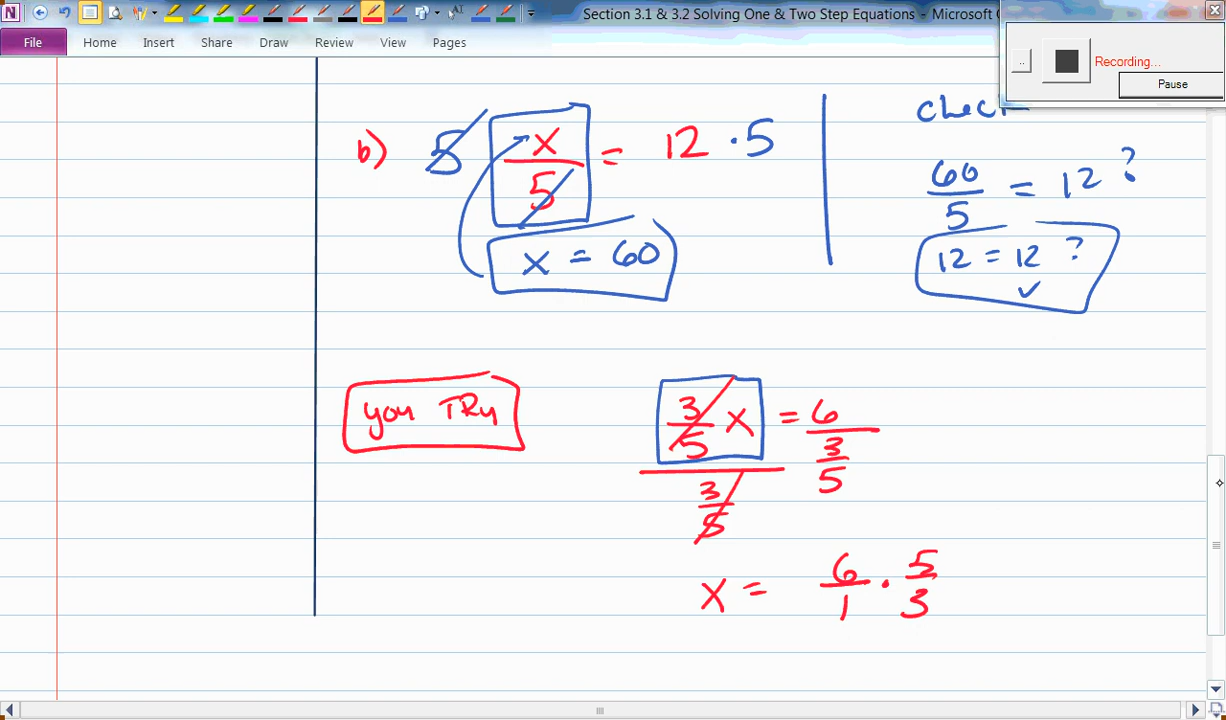 Section 3.1 & 3.2 Solving One & Two Step Equations - Microsoft
File Home Insert Share Draw Review View Pages
Recording...
..
Pause
check
b) 5 x/5 = 12 · 5
60/5 = 12 ?
x = 60
12 = 12 ?
✓
you TRy
3/5 x = 6
3/5 3/5
x = 6/1 · 5/3